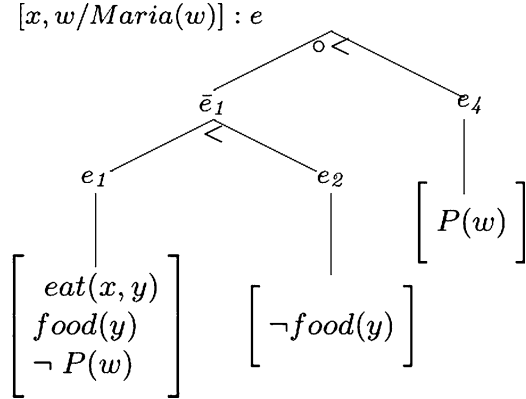 [x, w/Maria(w)] : e
o<
ē1
e4
<
e1
e2
P(w)
eat(x, y)
food(y)
¬food(y)
¬ P(w)